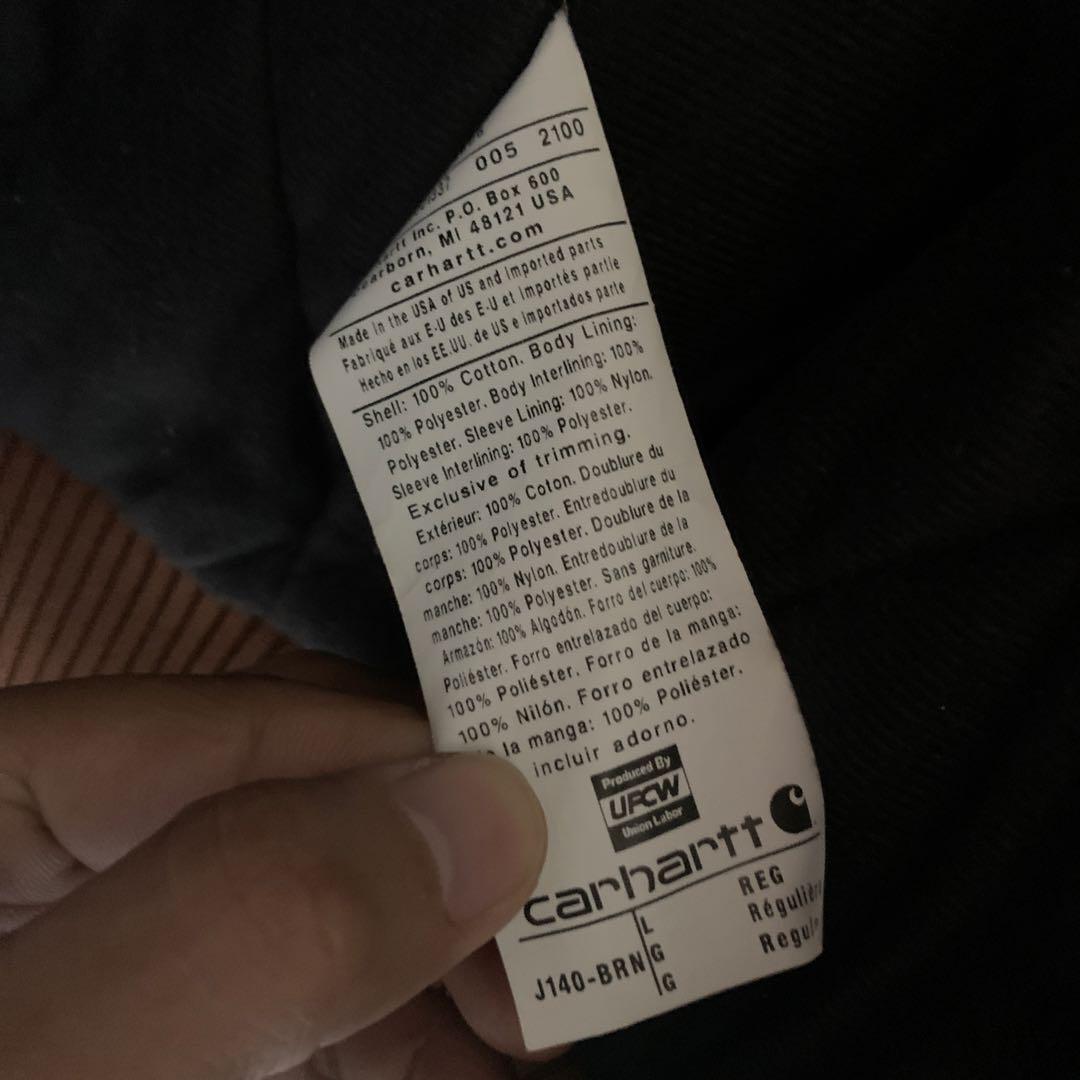 005 2100
Inc. P.O. Box 600
MI 48121 USA
carhartt.com
Made in the USA of US and Imported parts
Fabriqué aux E-U des E-U et importés partie
Hecho en los EE.UU. de US e importados parte
Shell: 100% Cotton. Body Lining:
100% Polyester. Body Interlining: 100%
Polyester. Sleeve Lining: 100% Nylon.
Sleeve Interlining: 100% Polyester.
Exclusive of trimming.
Extérieur: 100% Coton. Doublure du
corps: 100% Polyester. Entredoublure du
corps: 100% Polyester. Doublure de la
manche: 100% Nylon. Entredoublure de la
manche: 100% Polyester. Sans garniture.
Armazón: 100% Algodón. Forro del cuerpo: 100%
Poliéster. Forro entrelazado del cuerpo:
100% Poliéster. Forro de la manga:
100% Nilón. Forro entrelazado
la manga: 100% Poliéster.
incluir adorno.
Produced By
UFCW
Union Labor
carhartt
J140-BRN
L REG
G Régulièr
G Regul